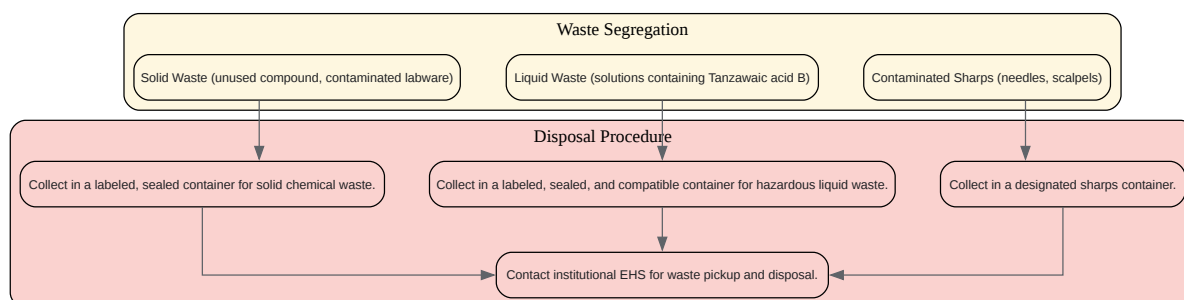 Waste Segregation
Solid Waste (unused compound, contaminated labware)
Liquid Waste (solutions containing Tanzawaic acid B)
Contaminated Sharps (needles, scalpels)
Disposal Procedure
Collect in a labeled, sealed container for solid chemical waste.
Collect in a labeled, sealed, and compatible container for hazardous liquid waste.
Collect in a designated sharps container.
Contact institutional EHS for waste pickup and disposal.